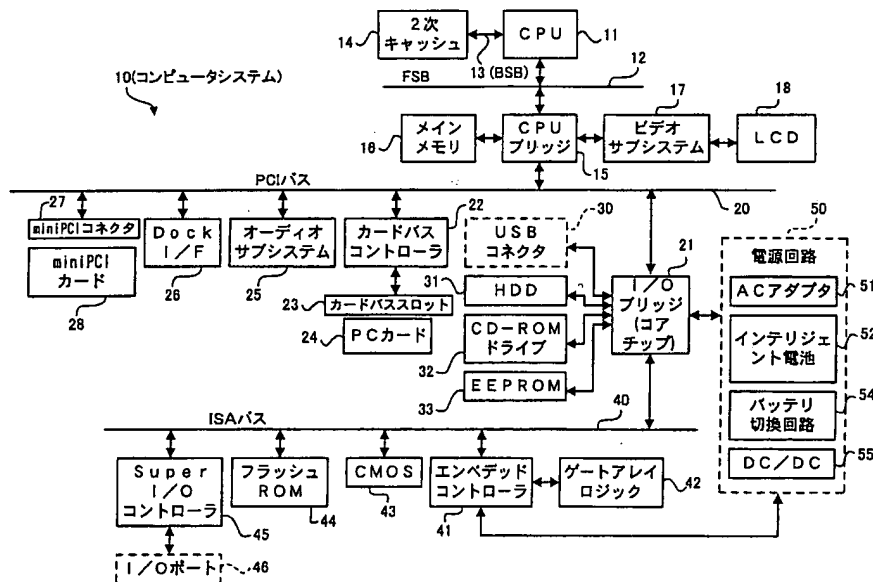 2次
キャッシュ
14
CPU
11
13 (BSB)
FSB
12
10(コンピュータシステム)
17
18
メイン
メモリ
16
CPU
ブリッジ
15
ビデオ
サブシステム
LCD
PCIバス
20
27
miniPCIコネクタ
miniPCI
カード
28
Dock
I/F
26
オーディオ
サブシステム
25
22
カードバス
コントローラ
23
カードバススロット
24
PCカード
30
USB
コネクタ
31
HDD
CD-ROM
ドライブ
32
EEPROM
33
21
I/O
ブリッジ
(コア
チップ)
50
電源回路
ACアダプタ
51
インテリジェ
ント電池
52
バッテリ
切換回路
54
DC/DC
55
ISAバス
40
Super
I/O
コントローラ
45
I/Oポート
46
フラッシュ
ROM
44
CMOS
43
エンベデッド
コントローラ
41
ゲートアレイ
ロジック
42